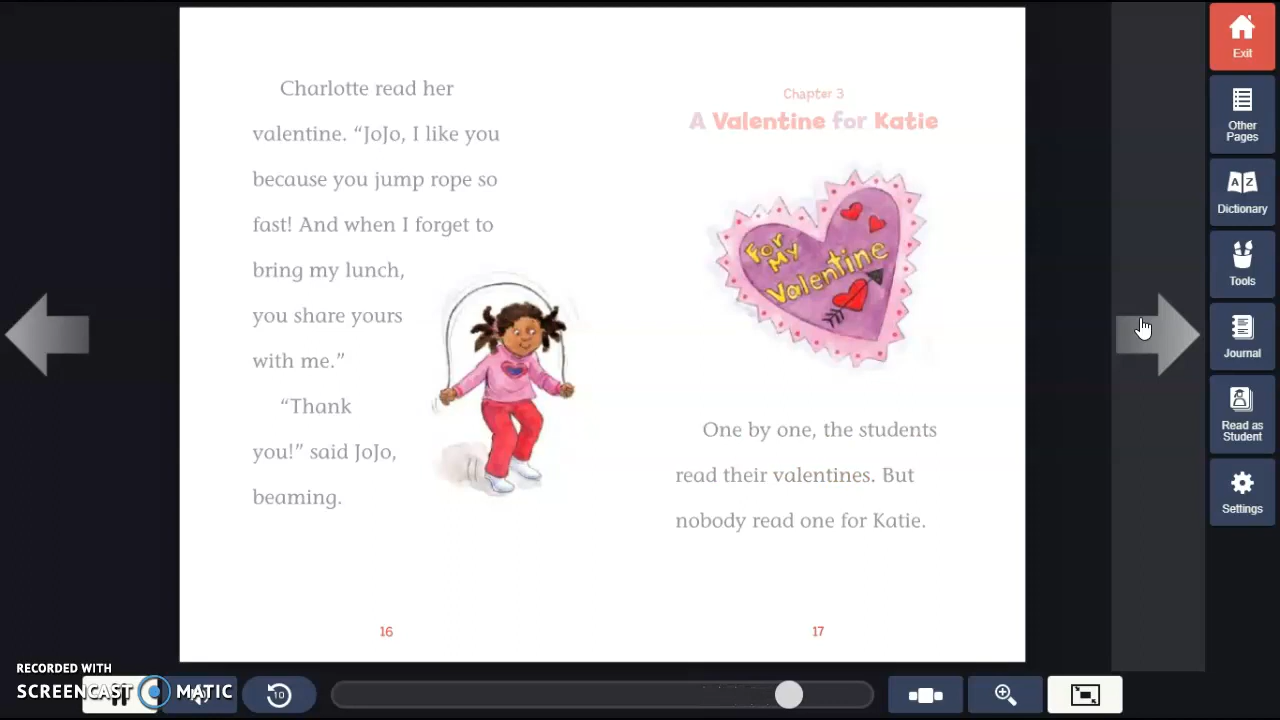 Charlotte read her
valentine. “JoJo, I like you
because you jump rope so
fast! And when I forget to
bring my lunch,
you share yours
with me.”
“Thank
you!” said JoJo,
beaming.
16
Chapter 3
A Valentine for Katie
For
My
Valentine
One by one, the students
read their valentines. But
nobody read one for Katie.
17
Exit
Other
Pages
A Z
Dictionary
Tools
Journal
Read as
Student
Settings
RECORDED WITH
SCREENCAST MATIC
10